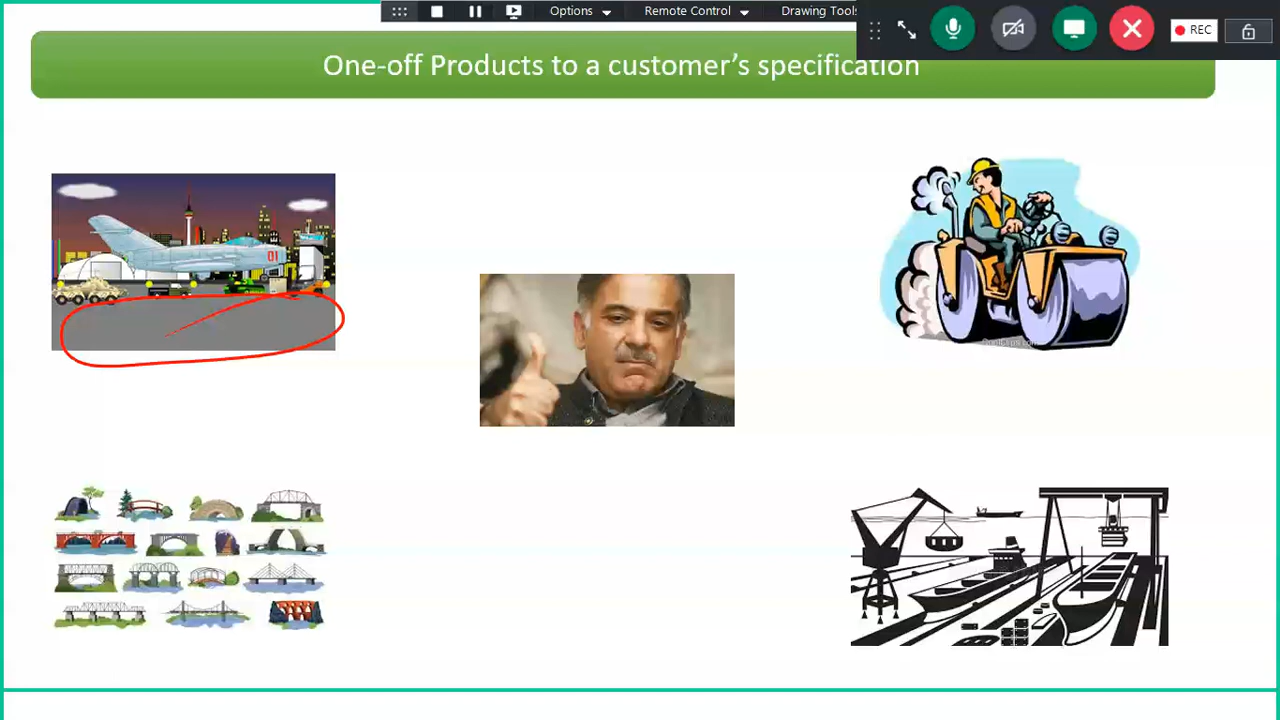 Options
Remote Control
Drawing Tools
REC
One-off Products to a customer's specification
01